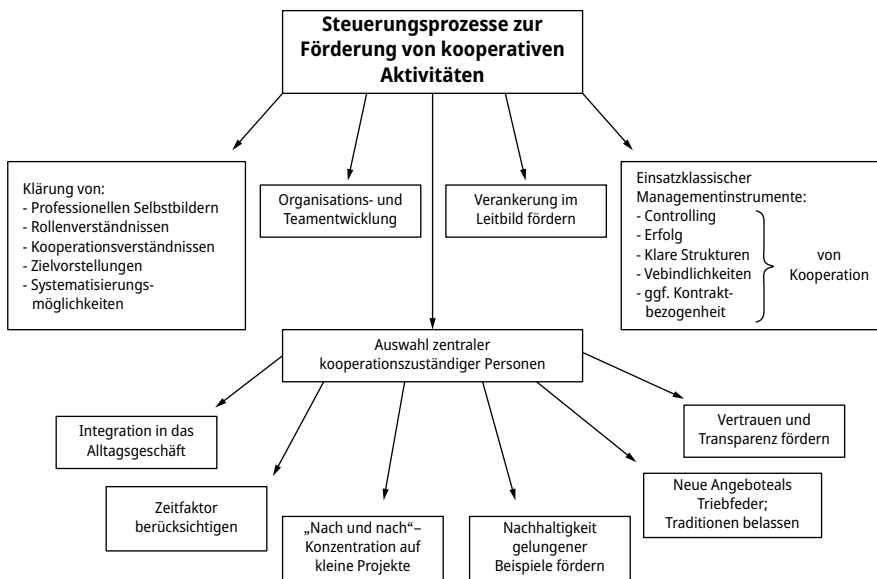 Steuerungsprozesse zur
Förderung von kooperativen
Aktivitäten
Klärung von:
- Professionellen Selbstbildern
- Rollenverständnissen
- Kooperationsverständnissen
- Zielvorstellungen
- Systematisierungs-
möglichkeiten
Organisations- und
Teamentwicklung
Verankerung im
Leitbild fördern
Einsatzklassischer
Managementinstrumente:
- Controlling
- Erfolg
- Klare Strukturen
- Vebindlichkeiten
- ggf. Kontrakt-
bezogenheit
von
Kooperation
Auswahl zentraler
kooperationszuständiger Personen
Integration in das
Alltagsgeschäft
Zeitfaktor
berücksichtigen
„Nach und nach“–
Konzentration auf
kleine Projekte
Nachhaltigkeit
gelungener
Beispiele fördern
Neue Angeboteals
Triebfeder;
Traditionen belassen
Vertrauen und
Transparenz fördern